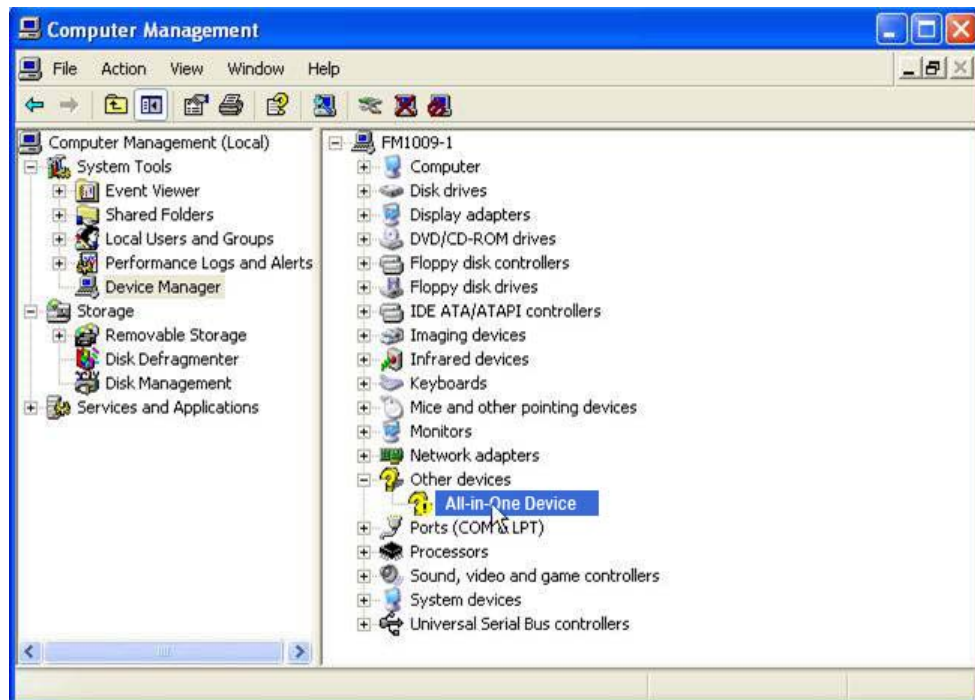 Computer Management
File Action View Window Help
Computer Management (Local)
System Tools
Event Viewer
Shared Folders
Local Users and Groups
Performance Logs and Alerts
Device Manager
Storage
Removable Storage
Disk Defragmenter
Disk Management
Services and Applications
FM1009-1
Computer
Disk drives
Display adapters
DVD/CD-ROM drives
Floppy disk controllers
Floppy disk drives
IDE ATA/ATAPI controllers
Imaging devices
Infrared devices
Keyboards
Mice and other pointing devices
Monitors
Network adapters
Other devices
All-in-One Device
Ports (COM & LPT)
Processors
Sound, video and game controllers
System devices
Universal Serial Bus controllers